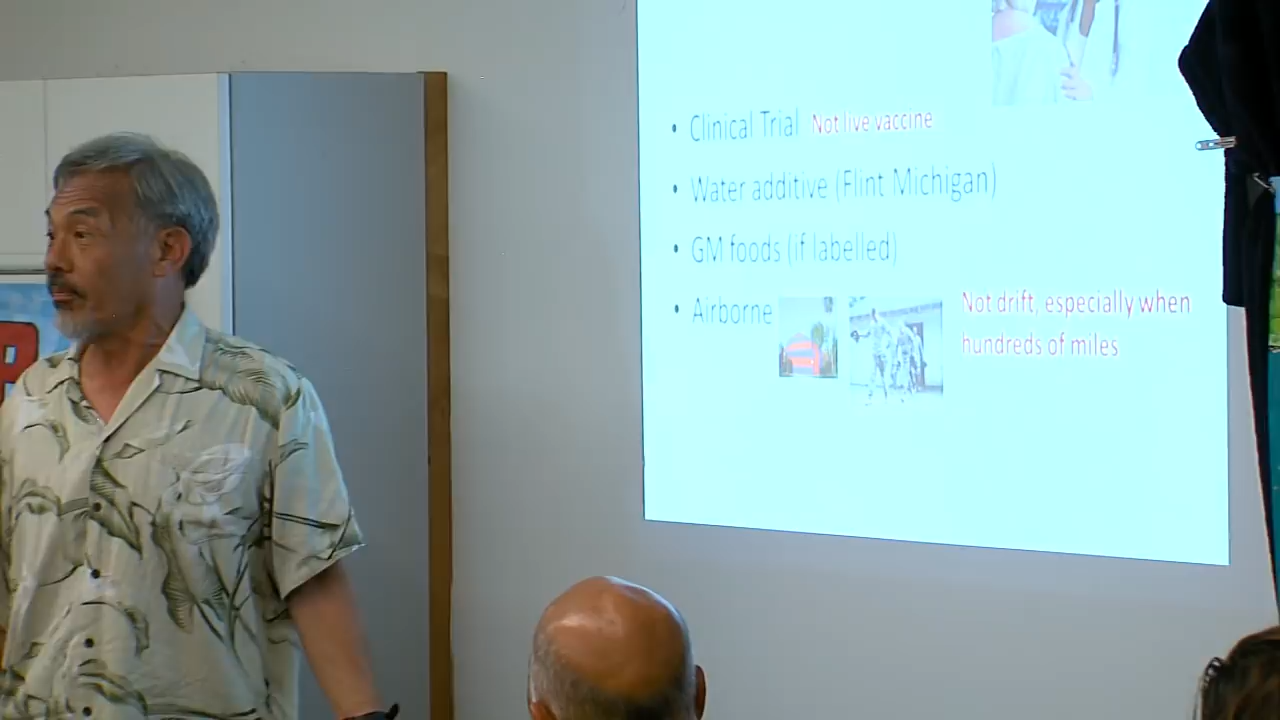 • Clinical Trial Not live vaccine
• Water additive (Flint Michigan)
• GM foods (if labelled)
• Airborne
Not drift, especially when
hundreds of miles